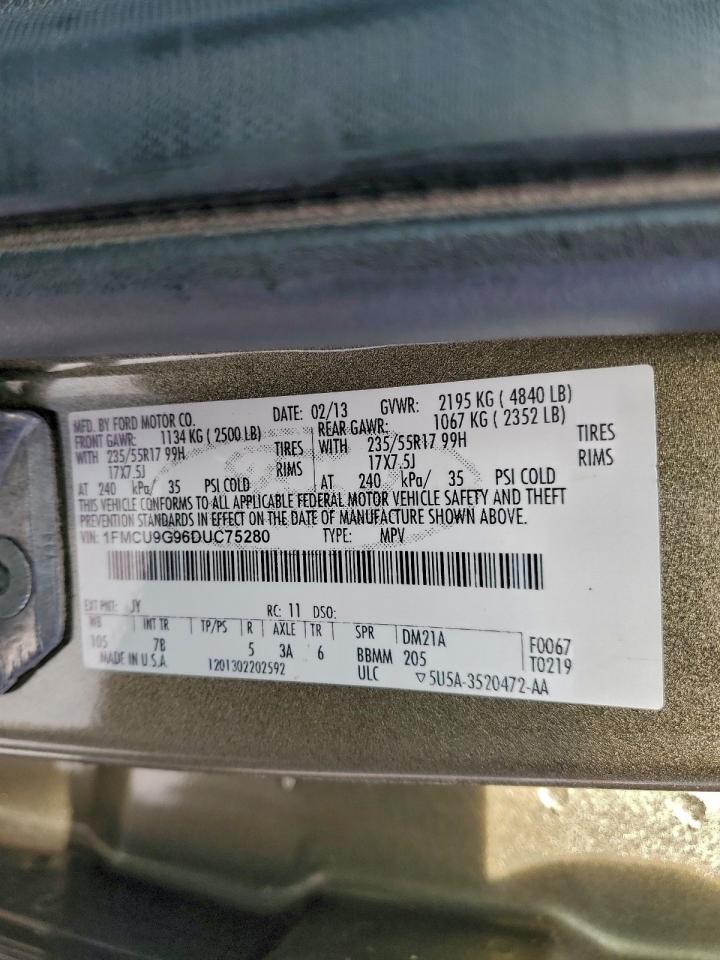 MFD. BY FORD MOTOR CO.
DATE: 02/13 GVWR: 2195 KG ( 4840 LB)
FRONT GAWR: 1134 KG ( 2500 LB) REAR GAWR: 1067 KG ( 2352 LB)
WITH 235/55R17 99H TIRES WITH 235/55R17 99H TIRES
17X7.5J RIMS 17X7.5J RIMS
AT 240 kPa/ 35 PSI COLD AT 240 kPa/ 35 PSI COLD
THIS VEHICLE CONFORMS TO ALL APPLICABLE FEDERAL MOTOR VEHICLE SAFETY AND THEFT
PREVENTION STANDARDS IN EFFECT ON THE DATE OF MANUFACTURE SHOWN ABOVE.
VIN: 1FMCU9G96DUC75280 TYPE: MPV
EXT PNT: JY RC: 11 DSO:
WB INT TR TP/PS R AXLE TR SPR DM21A F0067
105 7B 5 3A 6 BBMM 205 T0219
MADE IN U.S.A. 1201302202592 ULC ▽5U5A-3520472-AA